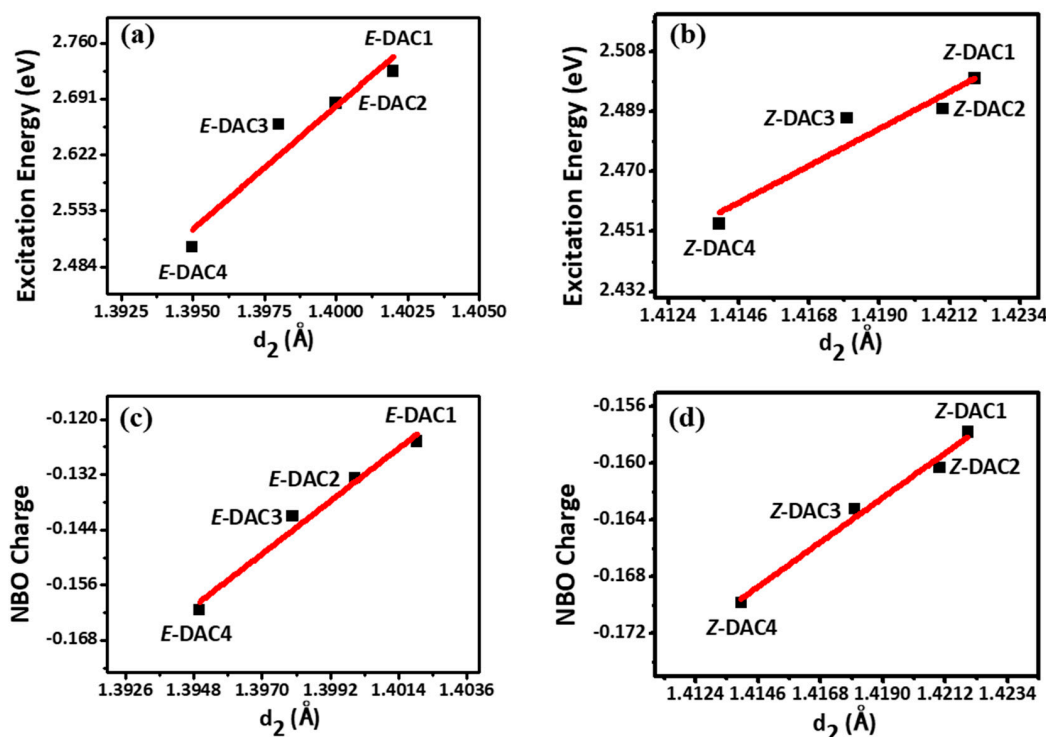 (a)
Excitation Energy (eV)
2.760
2.691
2.622
2.553
2.484
E-DAC1
E-DAC2
E-DAC3
E-DAC4
1.3925 1.3950 1.3975 1.4000 1.4025 1.4050
d2 (Å)
(b)
Excitation Energy (eV)
2.508
2.489
2.470
2.451
2.432
Z-DAC1
Z-DAC2
Z-DAC3
Z-DAC4
1.4124 1.4146 1.4168 1.4190 1.4212 1.4234
d2 (Å)
(c)
NBO Charge
-0.120
-0.132
-0.144
-0.156
-0.168
E-DAC1
E-DAC2
E-DAC3
E-DAC4
1.3926 1.3948 1.3970 1.3992 1.4014 1.4036
d2 (Å)
(d)
NBO Charge
-0.156
-0.160
-0.164
-0.168
-0.172
Z-DAC1
Z-DAC2
Z-DAC3
Z-DAC4
1.4124 1.4146 1.4168 1.4190 1.4212 1.4234
d2 (Å)